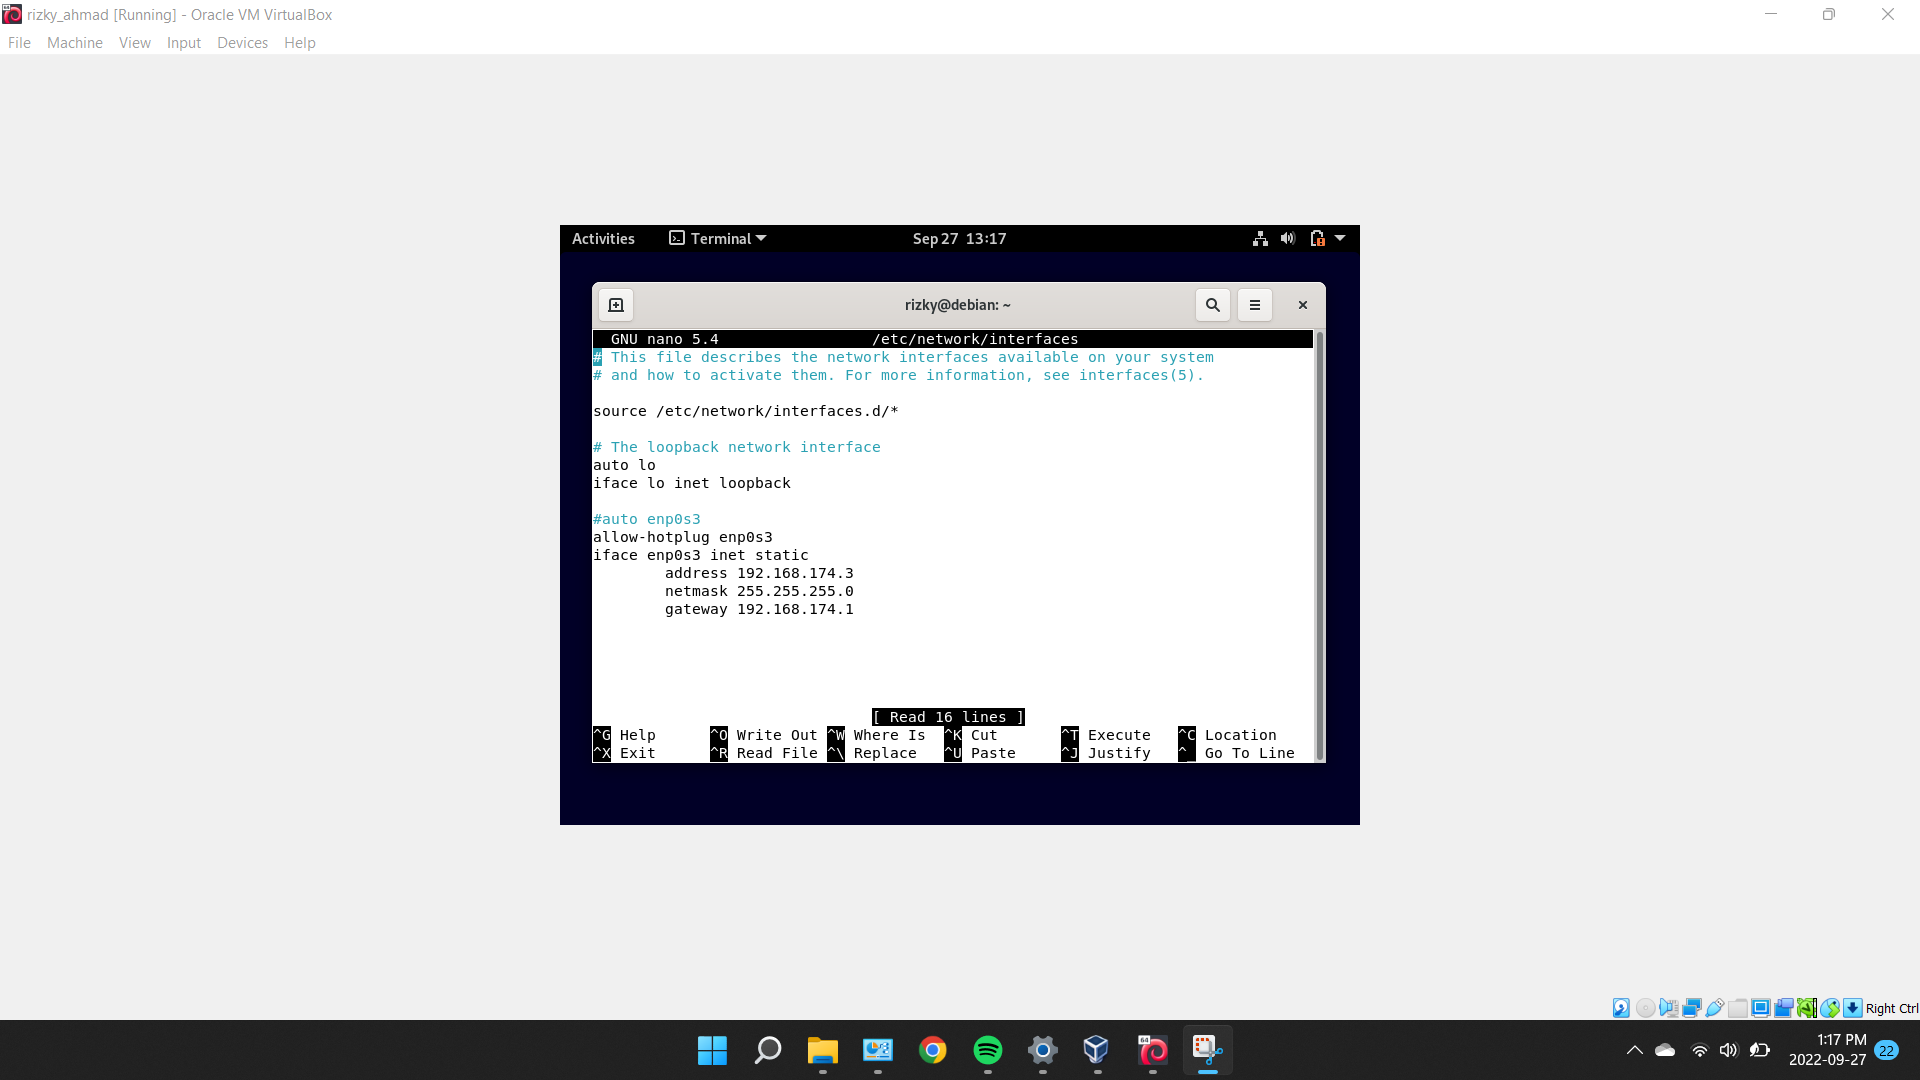 rizky_ahmad [Running] - Oracle VM VirtualBox
File Machine View Input Devices Help
Activities Terminal Sep 27 13:17
rizky@debian: ~
GNU nano 5.4 /etc/network/interfaces
# This file describes the network interfaces available on your system
# and how to activate them. For more information, see interfaces(5).
source /etc/network/interfaces.d/*
# The loopback network interface
auto lo
iface lo inet loopback
#auto enp0s3
allow-hotplug enp0s3
iface enp0s3 inet static
address 192.168.174.3
netmask 255.255.255.0
gateway 192.168.174.1
[ Read 16 lines ]
^G Help ^O Write Out ^W Where Is ^K Cut ^T Execute ^C Location
^X Exit ^R Read File ^\ Replace ^U Paste ^J Justify ^_ Go To Line
Right Ctrl
64
1:17 PM
2022-09-27 22